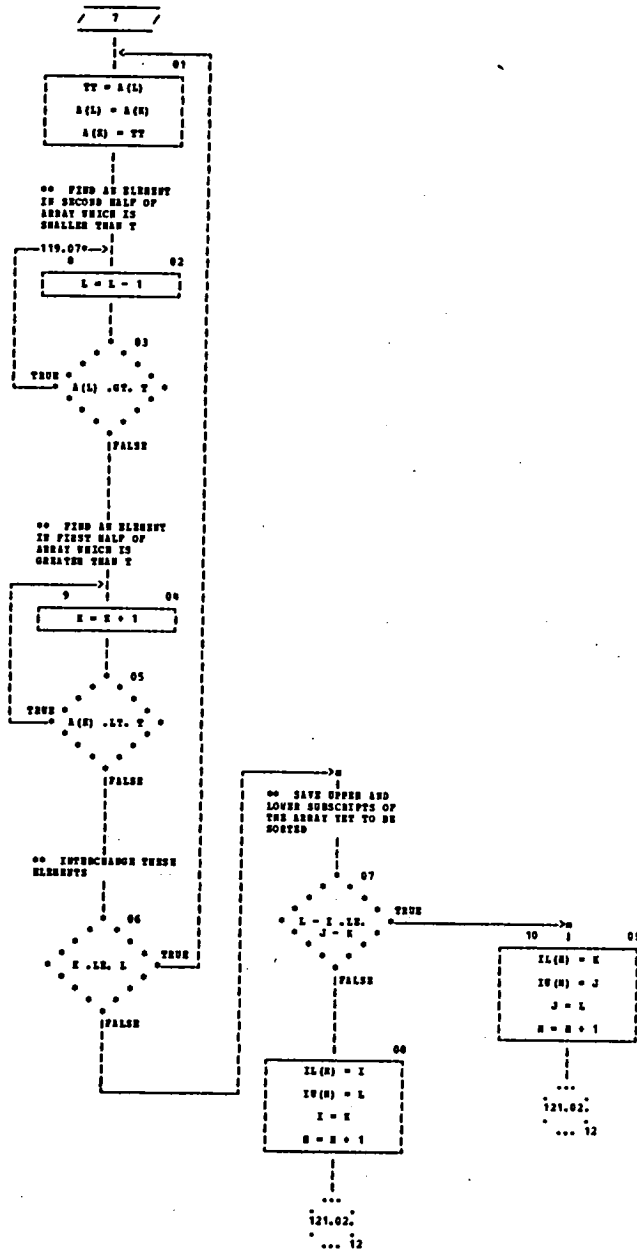 7
01
TT = A(L)
A(L) = A(K)
A(K) = TT
** FIND AN ELEMENT
IN SECOND HALF OF
ARRAY WHICH IS
SMALLER THAN T
119.07*-->
8 02
L = L - 1
03
TRUE
A(L) .GT. T
FALSE
** FIND AN ELEMENT
IN FIRST HALF OF
ARRAY WHICH IS
GREATER THAN T
9 04
K = K + 1
05
TRUE
A(K) .LT. T
FALSE
** INTERCHANGE THESE
ELEMENTS
06
K .LE. L
TRUE
FALSE
** SAVE UPPER AND
LOWER SUBSCRIPTS OF
THE ARRAY YET TO BE
SORTED
07
L - I .LE.
J - K
TRUE
FALSE
08
IL(M) = I
IU(M) = L
I = K
M = M + 1
121.02.
... 12
10
IL(M) = K
IU(M) = J
J = L
M = M + 1
121.02.
... 12